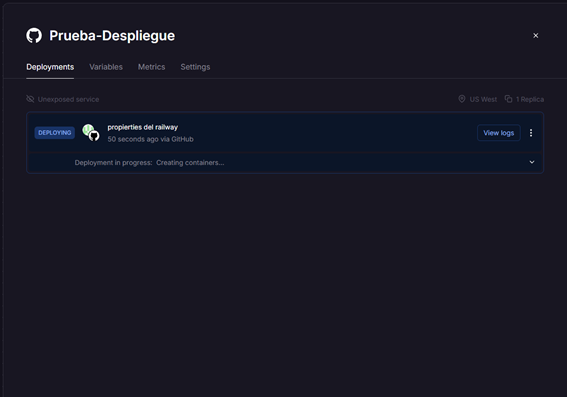 Prueba-Despliegue
Deployments Variables Metrics Settings
Unexposed service US West 1 Replica
DEPLOYING
propierties del railway
50 seconds ago via GitHub
View logs
Deployment in progress: Creating containers...